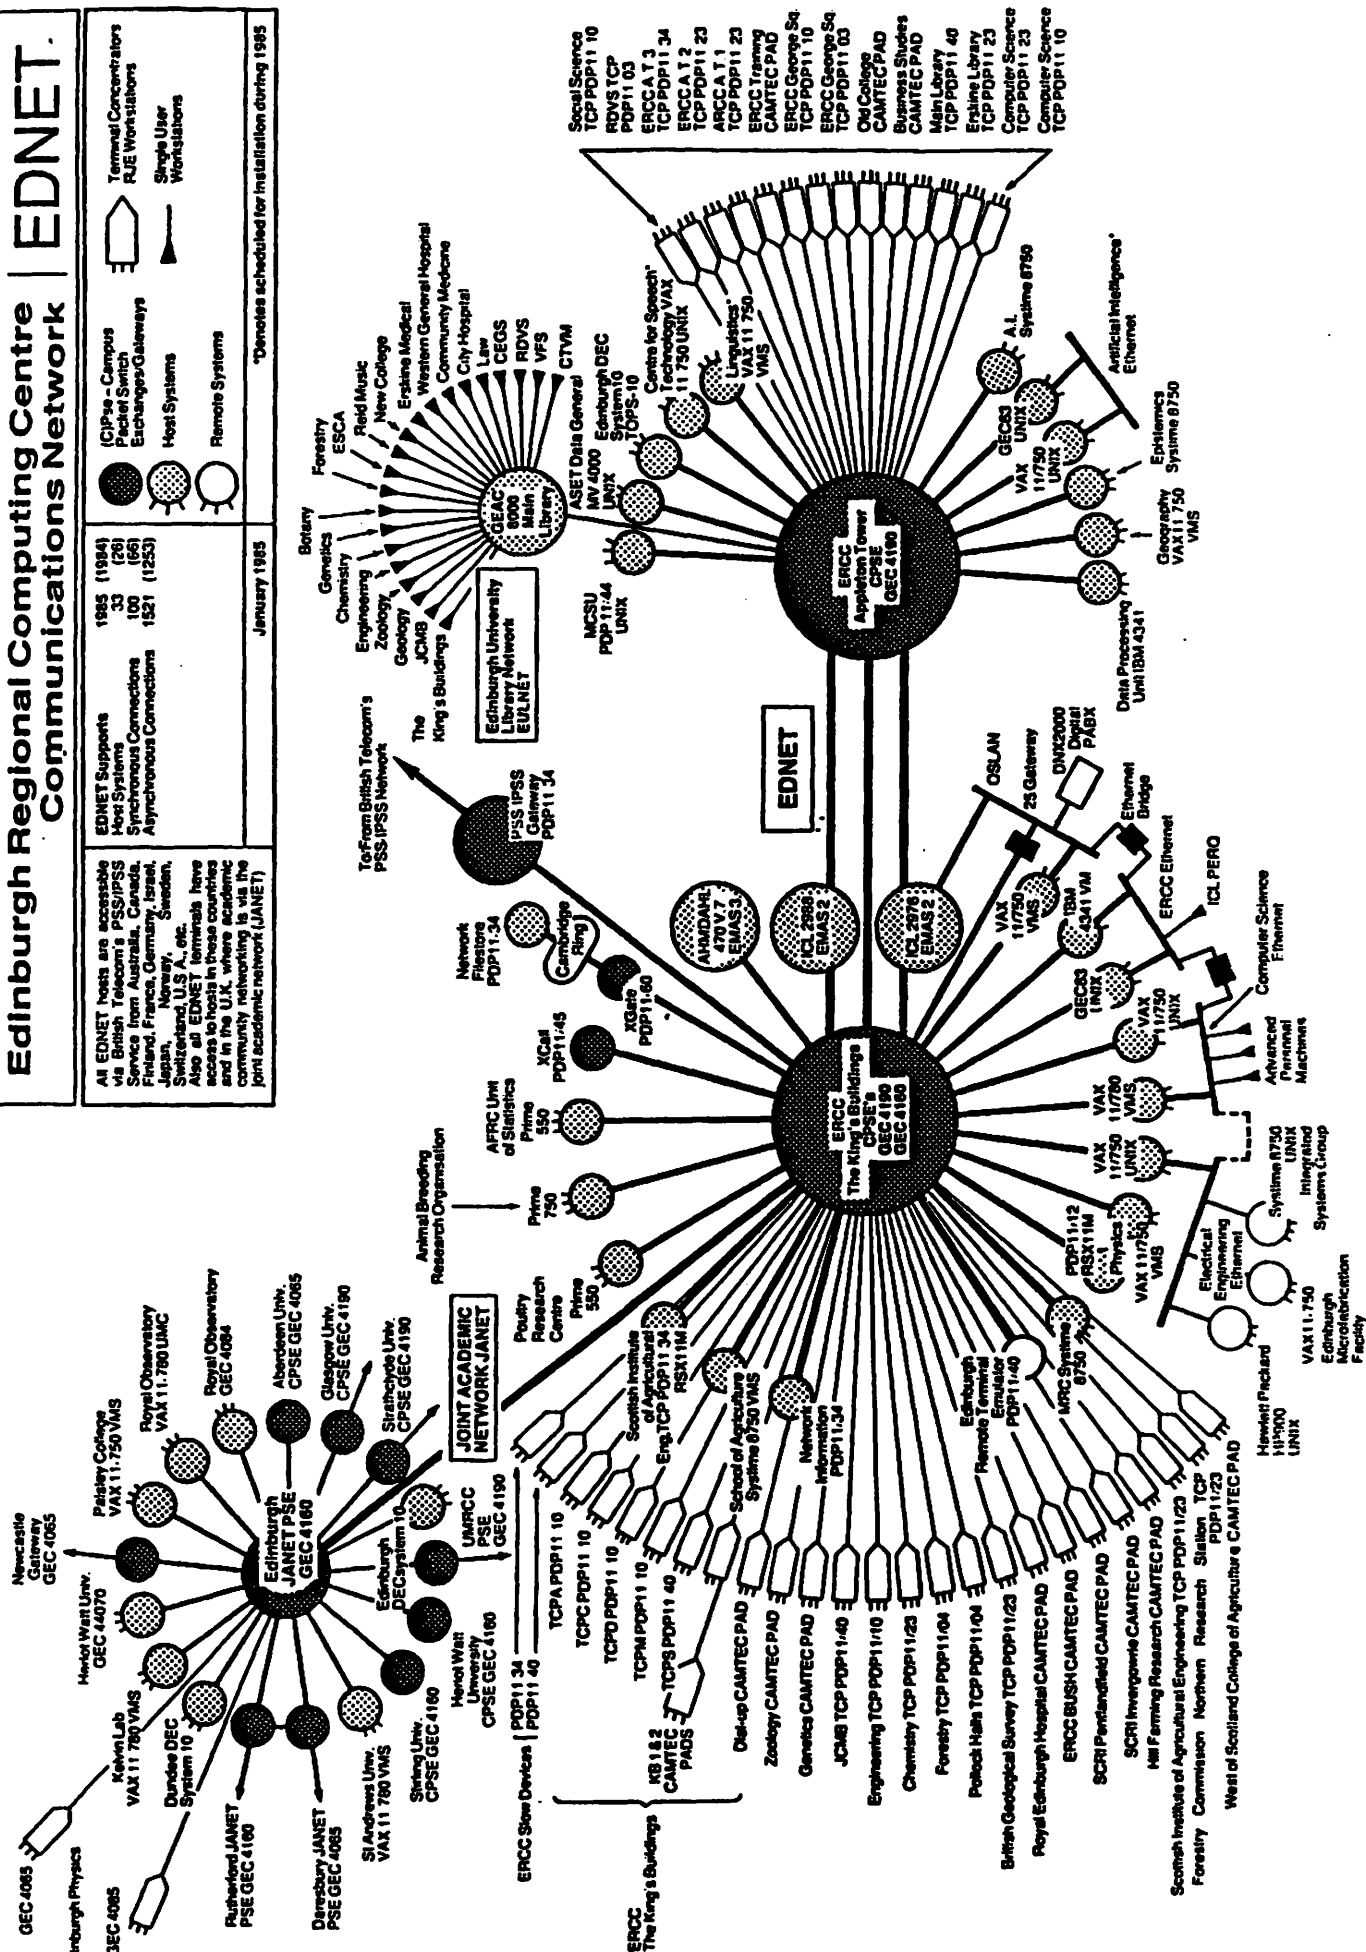 Edinburgh Regional Computing Centre
Communications Network
EDNET.
All EDNET hosts are accessible
via British Telecom's PSS/IPSS
Service from Australia, Canada,
Finland, France, Germany, Israel,
Japan, Norway, Sweden,
Switzerland, U.S.A., etc.
Also all EDNET terminals have
access to hosts in these countries
and in the U.K. where academic
community networking is via the
joint academic network (JANET)
EDNET Supports 1985 (1984)
Host Systems 33 (26)
Synchronous Connections 100 (66)
Asynchronous Connections 1521 (1253)
January 1985
(C)Pse - Campus
Packet Switch
Exchanges/Gateways
Host Systems
Remote Systems
Terminal Concentrators
RJE Workstations
Single User
Workstations
*Denotes scheduled for installation during 1985
GEC 4065
GEC 4065
Kelvin Lab
VAX 11 780 VMS
Dundee DEC
System 10
Heriot Watt Univ.
GEC 4070
Newcastle
Gateway
GEC 4065
Paisley College
VAX 11.750 VMS
Royal Observatory
VAX 11.780 UMC
Royal Observatory
GEC 4084
Aberdeen Univ.
CPSE GEC 4065
Glasgow Univ.
CPSE GEC 4190
Strathclyde Univ.
CPSE GEC 4190
Edinburgh
JANET PSE
GEC 4160
Edinburgh
DECsystem 10
UMRCC
PSE
GEC 4190
Heriot Watt
University
CPSE GEC 4160
Stirling Univ.
CPSE GEC 4160
St Andrews Univ.
VAX 11 780 VMS
Daresbury JANET
PSE GEC 4065
Rutherford JANET
PSE GEC 4160
JOINT ACADEMIC
NETWORK JANET
Animal Breeding
Research Organisation
Poultry
Research
Centre
Prime
550
Prime
750
AFRC Unit
of Statistics
Prime
550
XCal
PDP11/45
XGate
PDP11-60
Cambridge
Ring
Network
Filestore
PDP11-34
To/From British Telecom's
PSS-IPSS Network
PSS IPSS
Gateway
PDP11 34
The
King's Buildings
JCMB
Geology
Zoology
Engineering
Chemistry
Genetics
Botany
Forestry
ESCA
Reid Music
New College
Erskine Medical
Western General Hospital
Community Medicine
City Hospital
Law
CEGS
RDVS
VFS
CTVM
GEAC
8000
Main
Library
Edinburgh University
Library Network
EULNET
MCSU
PDP 11:44
UNIX
ASET Data General
MV 4000
UNIX
Edinburgh DEC
System10
TOPS-10
Centre for Speech*
Technology VAX
11 750 UNIX
Linguistics*
VAX 11 750
VMS
Social Science
TCP PDP11 10
RDVS TCP
PDP11 03
ERCC A T 3
TCP PDP11 34
ERCC A T 2
TCP PDP11 23
ARCC A T.1
TCP PDP11 23
ERCC Training
CAMTEC PAD
ERCC George Sq.
TCP PDP11 10
ERCC George Sq
TCP PDP11 03
Old College
CAMTEC PAD
Business Studies
CAMTEC PAD
Main Library
TCP PDP11 40
Erskine Library
TCP PDP11 23
Computer Science
TCP PDP11 23
Computer Science
TCP PDP11 10
ERCC
Appleton Tower
CPSE
GEC 4190
A.I.
Systime 8750
GEC63
UNIX
Artificial Intelligence*
Ethernet
VAX
11/750
UNIX
Epistemics
Systime 8750
Geography
VAX 11 750
VMS
Data Processing
Unit IBM 4341
EDNET
AHMDAHL
470 V.7
EMAS 3
ICL 2988
EMAS 2
ICL 2976
EMAS 2
ERCC
The King's Buildings
CPSE's
GEC 4190
GEC 4160
OSLAN
25 Gateway
DNX2000
Digital
PABX
Ethernet
Bridge
VAX
11/750
VMS
IBM
4341 VM
ERCC Ethernet
ICL PERQ
GEC63
UNIX
Computer Science
Ethernet
VAX
11/750
UNIX
Advanced
Personal
Machines
VAX
11/780
VMS
VAX
11/750
UNIX
Systime 8750
UNIX
Integrated
Systems Group
PDP11/12
RSX11M
Physics
VAX 11/750
VMS
Electrical
Engineering
Ethernet
VAX 11.750
Edinburgh
Microfabrication
Facility
Hewlett Packard
HP9000
UNIX
Scottish Institute
of Agricultural
Eng.TCP PDP11 34
RSX11M
School of Agriculture
Systime 8750 VMS
Network
Information
PDP11.34
Edinburgh
Remote Terminal
Emulator
PDP11/40
MRC Systime
8750
ERCC Slow Devices
PDP11 34
PDP11 40
TCPA PDP11 10
TCPC PDP11 10
TCPD PDP11 10
TCPM PDP11 10
TCPS PDP11 40
KB 1 & 2
CAMTEC
PADS
ERCC
The King's Buildings
Dial-up CAMTEC PAD
Zoology CAMTEC PAD
Genetics CAMTEC PAD
JCMB TCP PDP11/40
Engineering TCP PDP11/10
Chemistry TCP PDP11/23
Forestry TCP PDP11/04
Pollock Halls TCP PDP11/04
British Geological Survey TCP PDP11/23
Royal Edinburgh Hospital CAMTEC PAD
ERCC BUSH CAMTEC PAD
SCRI Pentlandfield CAMTEC PAD
SCRI Invergowrie CAMTEC PAD
Hill Farming Research CAMTEC PAD
Scottish Institute of Agricultural Engineering TCP PDP11/23
Forestry Commission Northern Research Station TCP
PDP11/23
West of Scotland College of Agriculture CAMTEC PAD